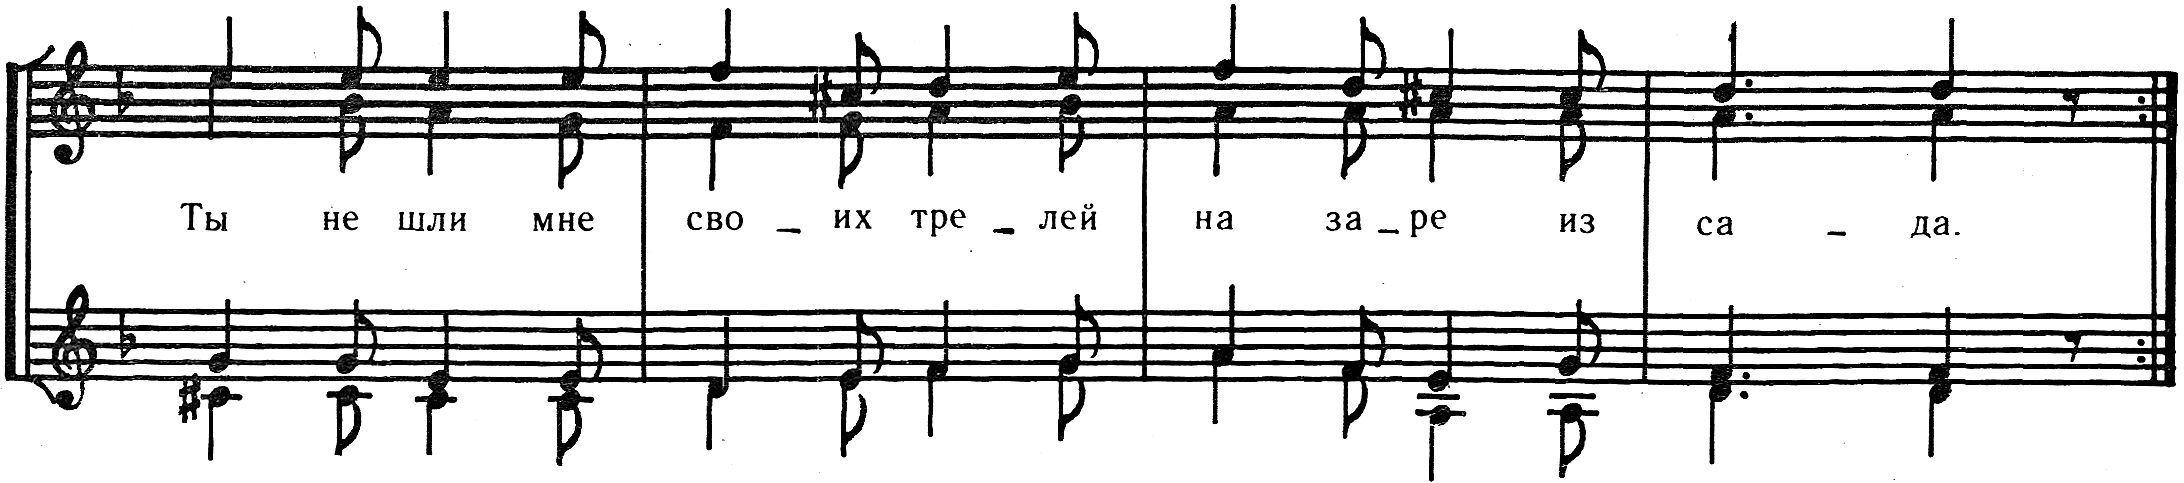 Ты не шли мне сво _ их тре _ лей на за _ ре из са _ да.